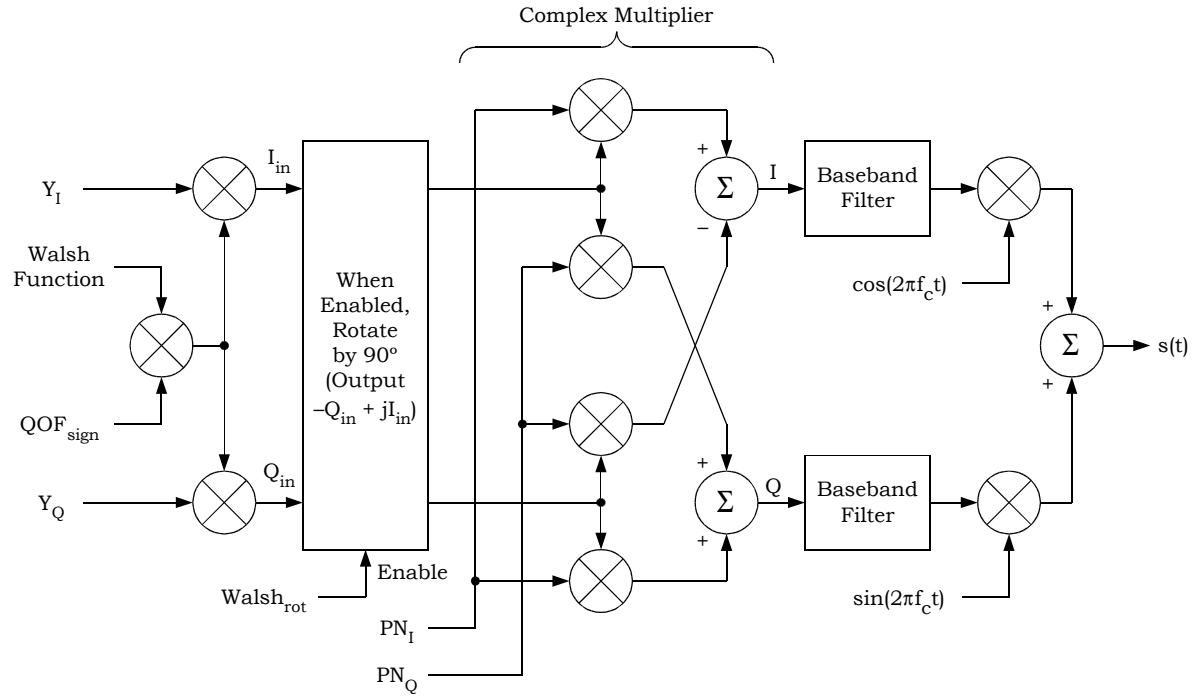 Complex Multiplier
Y_I
I_in
Walsh
Function
QOF_sign
Y_Q
Q_in
When
Enabled,
Rotate
by 90º
(Output
–Q_in + jI_in)
Enable
Walsh_rot
PN_I
PN_Q
+
Σ
–
I
Baseband
Filter
cos(2πf_ct)
+
Σ
+
s(t)
+
Σ
+
Q
Baseband
Filter
sin(2πf_ct)